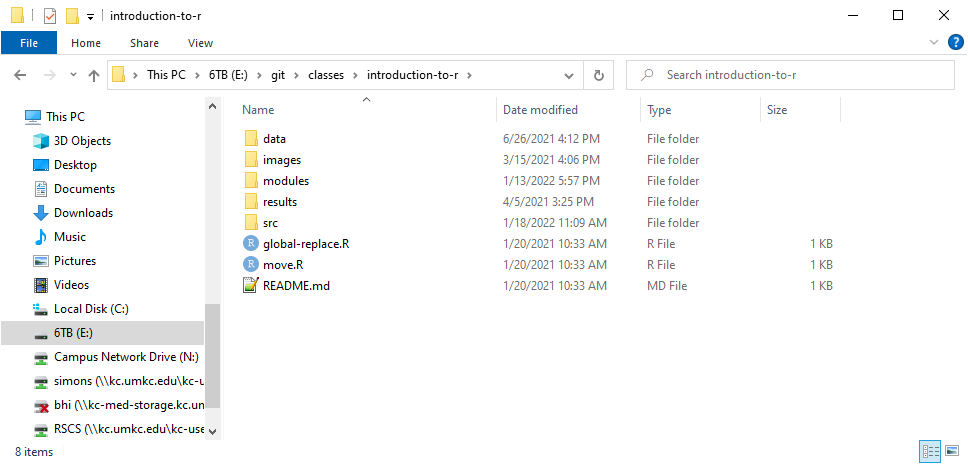 introduction-to-r
File Home Share View
This PC > 6TB (E:) > git > classes > introduction-to-r > Search introduction-to-r
This PC
3D Objects
Desktop
Documents
Downloads
Music
Pictures
Videos
Local Disk (C:)
6TB (E:)
Campus Network Drive (N:)
simons (\\kc.umkc.edu\kc-u
bhi (\\kc-med-storage.kc.um
RSCS (\\kc.umkc.edu\kc-use
Name Date modified Type Size
data 6/26/2021 4:12 PM File folder
images 3/15/2021 4:06 PM File folder
modules 1/13/2022 5:57 PM File folder
results 4/5/2021 3:25 PM File folder
src 1/18/2022 11:09 AM File folder
R global-replace.R 1/20/2021 10:33 AM R File 1 KB
R move.R 1/20/2021 10:33 AM R File 1 KB
README.md 1/20/2021 10:33 AM MD File 1 KB
8 items